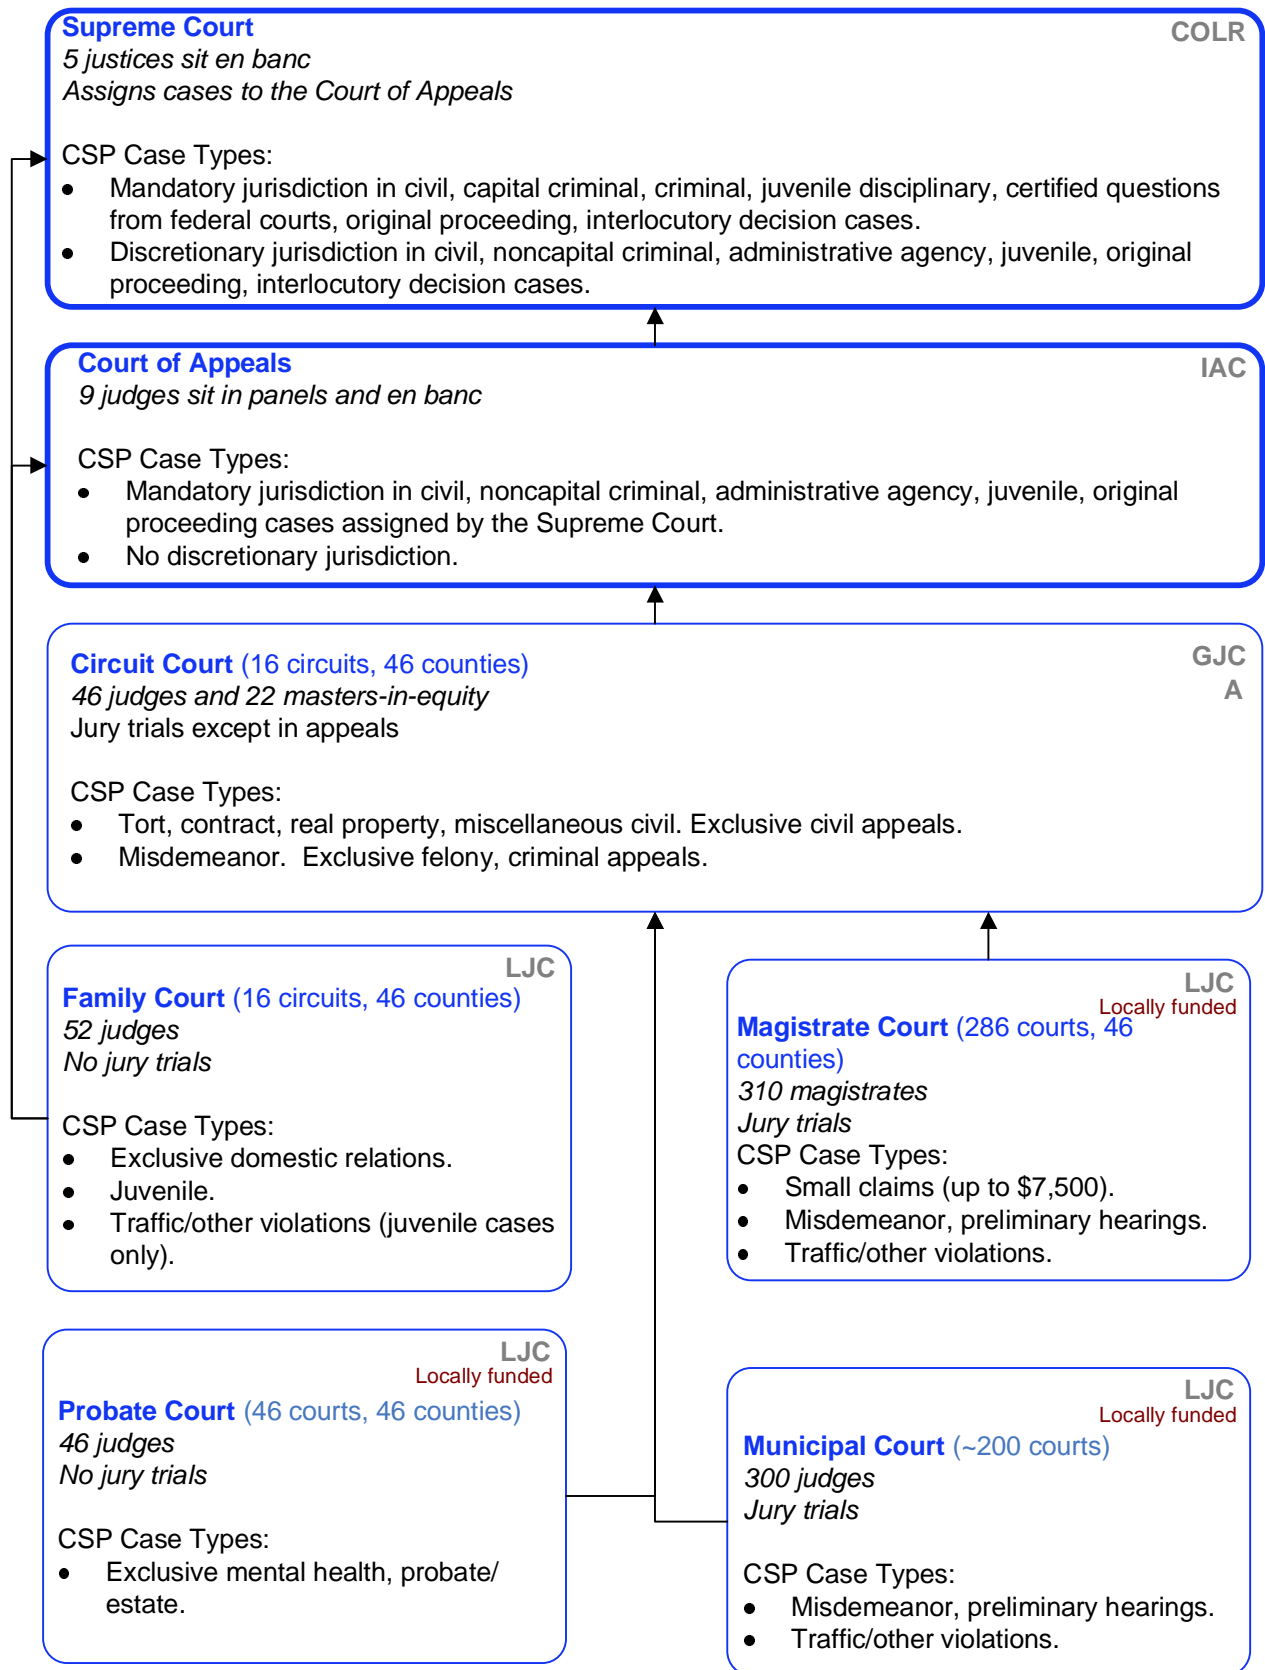 Supreme Court
COLR
5 justices sit en banc
Assigns cases to the Court of Appeals
CSP Case Types:
• Mandatory jurisdiction in civil, capital criminal, criminal, juvenile disciplinary, certified questions
from federal courts, original proceeding, interlocutory decision cases.
• Discretionary jurisdiction in civil, noncapital criminal, administrative agency, juvenile, original
proceeding, interlocutory decision cases.
Court of Appeals
IAC
9 judges sit in panels and en banc
CSP Case Types:
• Mandatory jurisdiction in civil, noncapital criminal, administrative agency, juvenile, original
proceeding cases assigned by the Supreme Court.
• No discretionary jurisdiction.
Circuit Court (16 circuits, 46 counties)
GJC
A
46 judges and 22 masters-in-equity
Jury trials except in appeals
CSP Case Types:
• Tort, contract, real property, miscellaneous civil. Exclusive civil appeals.
• Misdemeanor.  Exclusive felony, criminal appeals.
LJC
Family Court (16 circuits, 46 counties)
52 judges
No jury trials
CSP Case Types:
• Exclusive domestic relations.
• Juvenile.
• Traffic/other violations (juvenile cases
only).
LJC
Locally funded
Magistrate Court (286 courts, 46
counties)
310 magistrates
Jury trials
CSP Case Types:
• Small claims (up to $7,500).
• Misdemeanor, preliminary hearings.
• Traffic/other violations.
LJC
Locally funded
Probate Court (46 courts, 46 counties)
46 judges
No jury trials
CSP Case Types:
• Exclusive mental health, probate/
estate.
LJC
Locally funded
Municipal Court (~200 courts)
300 judges
Jury trials
CSP Case Types:
• Misdemeanor, preliminary hearings.
• Traffic/other violations.